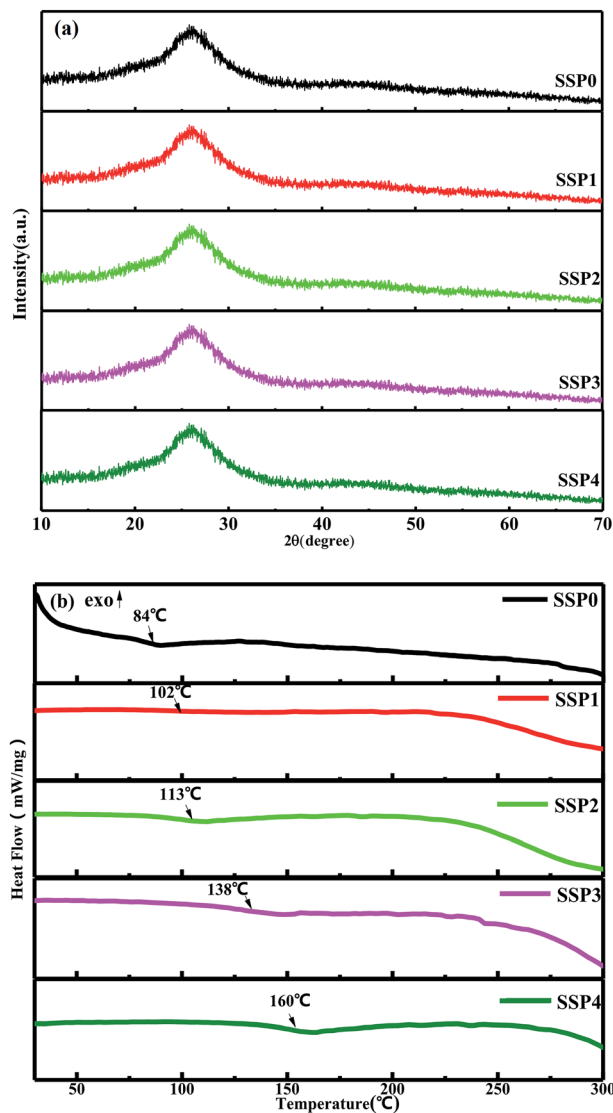 (a)
SSP0
SSP1
SSP2
SSP3
SSP4
Intensity(a.u.)
10 20 30 40 50 60 70
2θ(degree)
(b) exo
SSP0
84℃
SSP1
102℃
SSP2
113℃
SSP3
138℃
SSP4
160℃
Heat Flow ( mW/mg)
50 100 150 200 250 300
Temperature(℃)